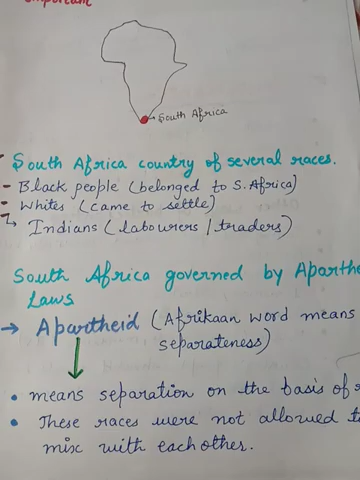 important
South Africa
South Africa country of several races.
- Black people (belonged to S. Africa)
- Whites (came to settle)
↳ Indians (labourers / traders)
South Africa governed by Aparthe
Laws
→ Apartheid (Afrikaan word means
separateness)
• means separation on the basis of
• These races were not allowed t
mix with eachother.